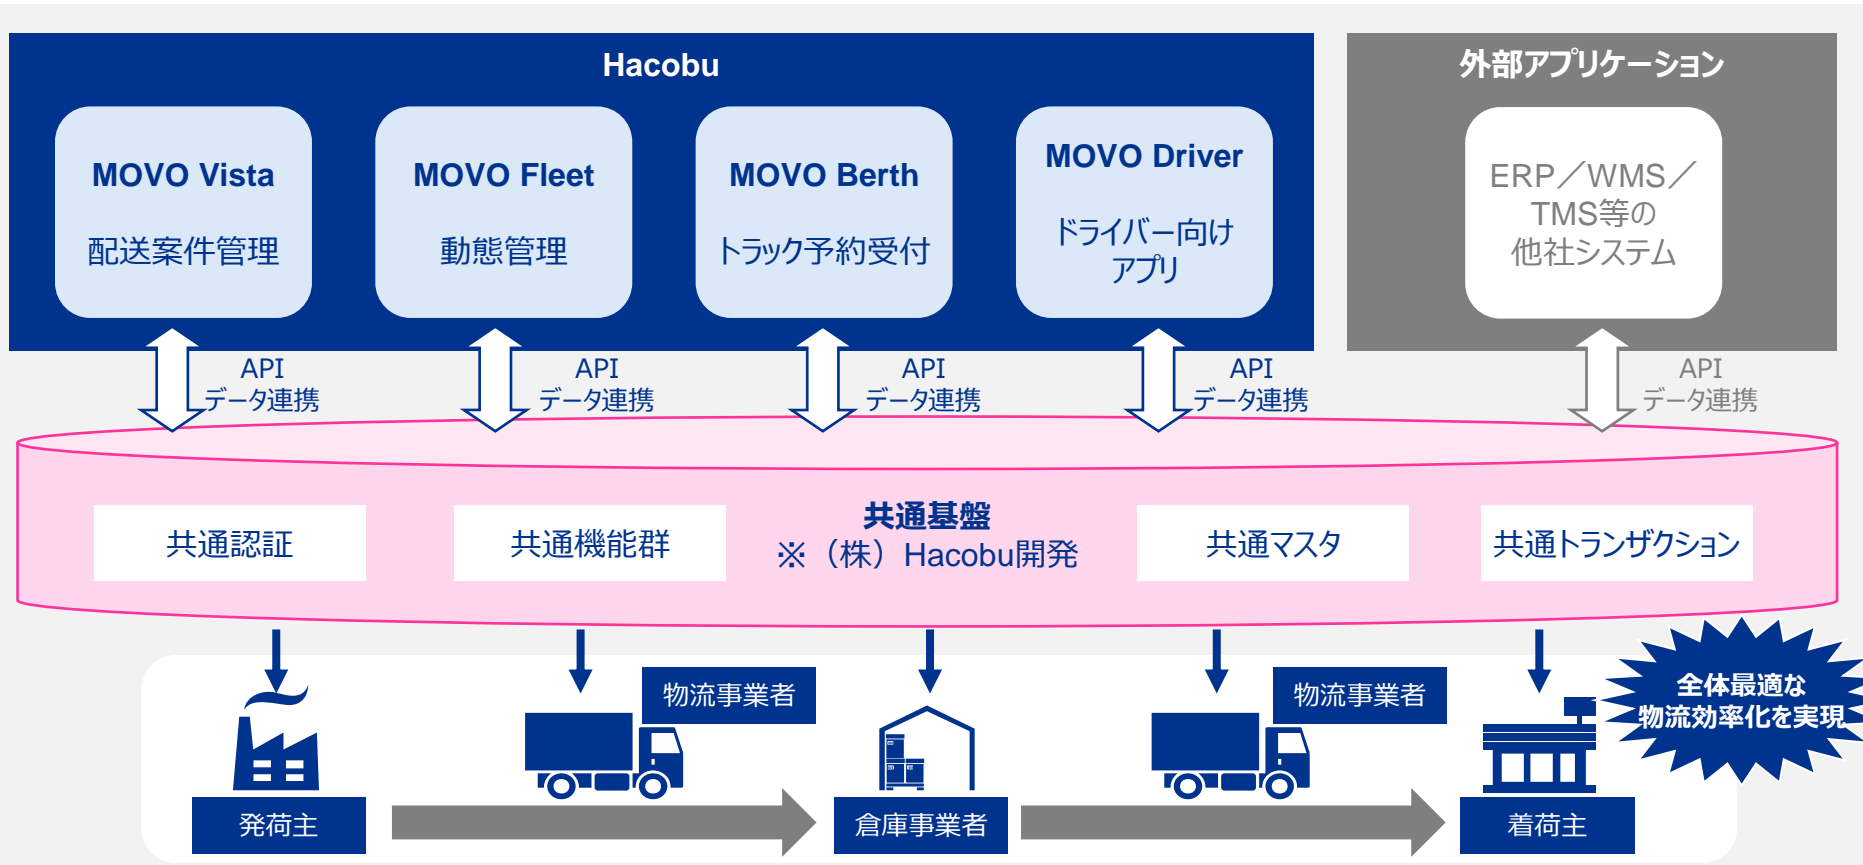 Hacobu
外部アプリケーション
MOVO Vista
配送案件管理
MOVO Fleet
動態管理
MOVO Berth
トラック予約受付
MOVO Driver
ドライバー向け
アプリ
ERP／WMS／
TMS等の
他社システム
API
データ連携
API
データ連携
API
データ連携
API
データ連携
API
データ連携
共通認証
共通機能群
共通基盤
※（株）Hacobu開発
共通マスタ
共通トランザクション
物流事業者
物流事業者
全体最適な
物流効率化を実現
発荷主
倉庫事業者
着荷主